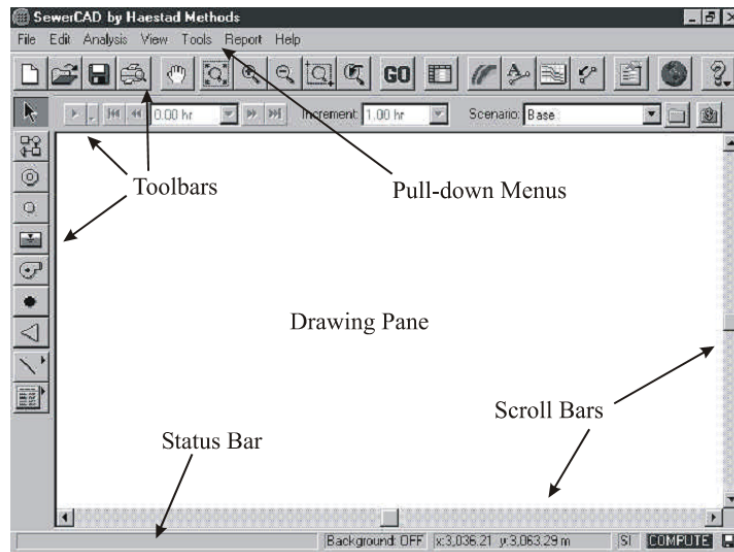 SewerCAD by Haestad Methods
File Edit Analysis View Tools Report Help
GO
0.00 hr Increment: 1.00 hr Scenario: Base
Toolbars
Pull-down Menus
Drawing Pane
Scroll Bars
Status Bar
Background: OFF x:3,036.21 y:3,063.29 m SI COMPUTE